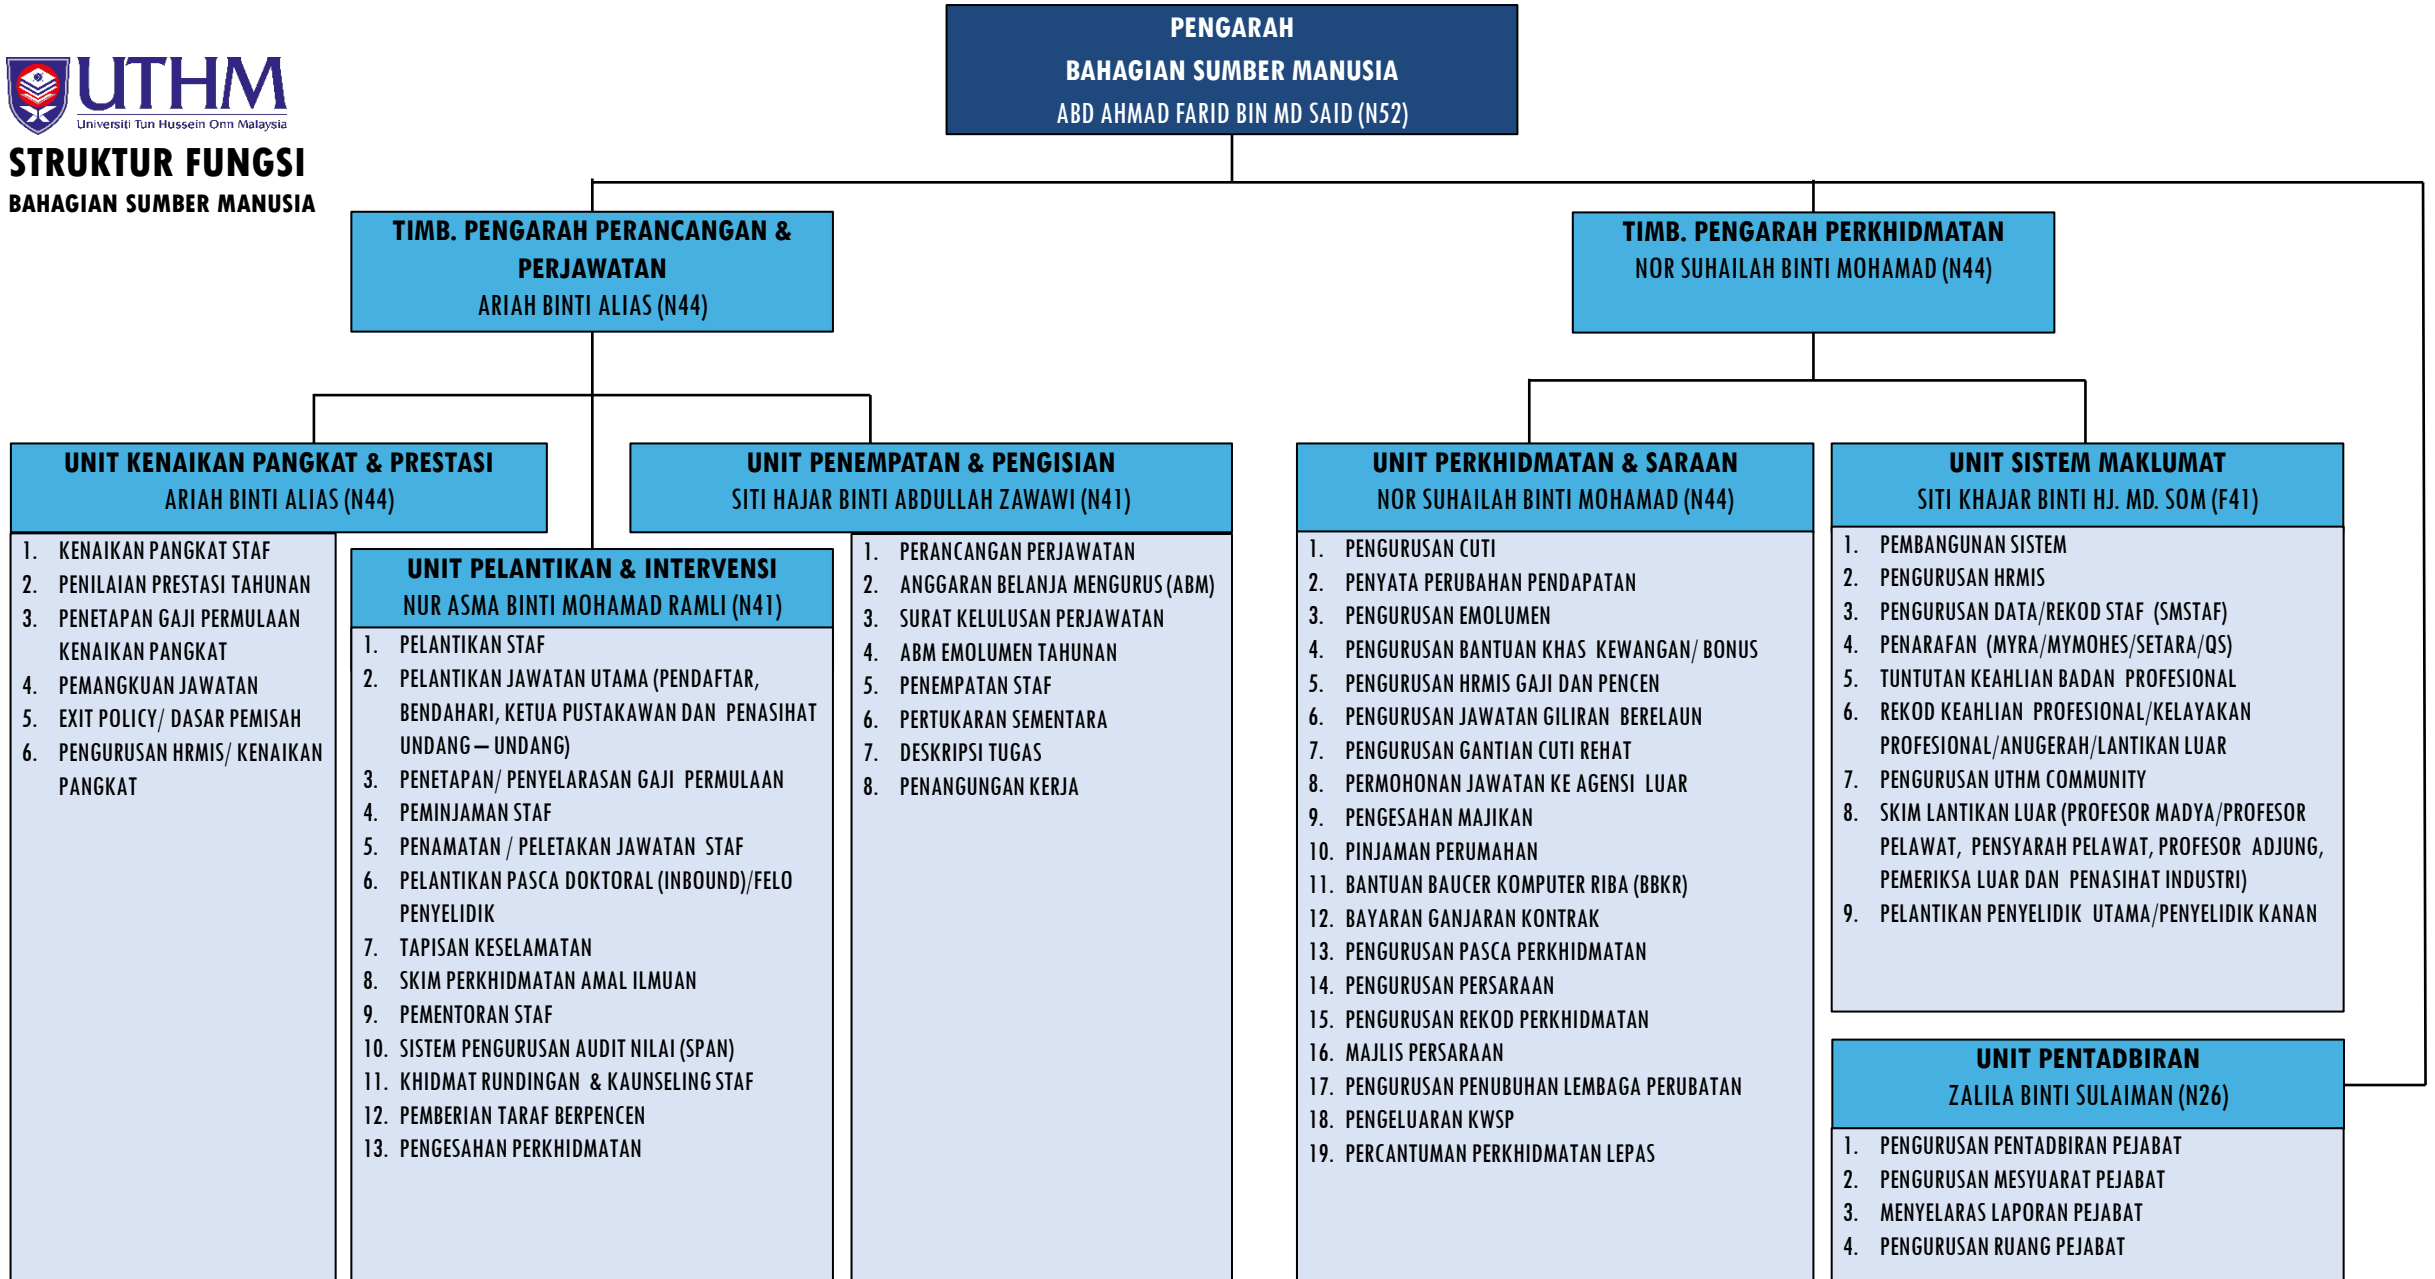 PENGARAH
BAHAGIAN SUMBER MANUSIA
ABD AHMAD FARID BIN MD SAID (N52)
UTHM
Universiti Tun Hussein Onn Malaysia
STRUKTUR FUNGSI
BAHAGIAN SUMBER MANUSIA
TIMB. PENGARAH PERANCANGAN &
PERJAWATAN
ARIAH BINTI ALIAS (N44)
TIMB. PENGARAH PERKHIDMATAN
NOR SUHAILAH BINTI MOHAMAD (N44)
UNIT KENAIKAN PANGKAT & PRESTASI
ARIAH BINTI ALIAS (N44)
1. KENAIKAN PANGKAT STAF
2. PENILAIAN PRESTASI TAHUNAN
3. PENETAPAN GAJI PERMULAAN
KENAIKAN PANGKAT
4. PEMANGKUAN JAWATAN
5. EXIT POLICY/ DASAR PEMISAH
6. PENGURUSAN HRMIS/ KENAIKAN
PANGKAT
UNIT PELANTIKAN & INTERVENSI
NUR ASMA BINTI MOHAMAD RAMLI (N41)
1. PELANTIKAN STAF
2. PELANTIKAN JAWATAN UTAMA (PENDAFTAR,
BENDAHARI, KETUA PUSTAKAWAN DAN PENASIHAT
UNDANG – UNDANG)
3. PENETAPAN/ PENYELARASAN GAJI PERMULAAN
4. PEMINJAMAN STAF
5. PENAMATAN / PELETAKAN JAWATAN STAF
6. PELANTIKAN PASCA DOKTORAL (INBOUND)/FELO
PENYELIDIK
7. TAPISAN KESELAMATAN
8. SKIM PERKHIDMATAN AMAL ILMUAN
9. PEMENTORAN STAF
10. SISTEM PENGURUSAN AUDIT NILAI (SPAN)
11. KHIDMAT RUNDINGAN & KAUNSELING STAF
12. PEMBERIAN TARAF BERPENCEN
13. PENGESAHAN PERKHIDMATAN
UNIT PENEMPATAN & PENGISIAN
SITI HAJAR BINTI ABDULLAH ZAWAWI (N41)
1. PERANCANGAN PERJAWATAN
2. ANGGARAN BELANJA MENGURUS (ABM)
3. SURAT KELULUSAN PERJAWATAN
4. ABM EMOLUMEN TAHUNAN
5. PENEMPATAN STAF
6. PERTUKARAN SEMENTARA
7. DESKRIPSI TUGAS
8. PENANGUNGAN KERJA
UNIT PERKHIDMATAN & SARAAN
NOR SUHAILAH BINTI MOHAMAD (N44)
1. PENGURUSAN CUTI
2. PENYATA PERUBAHAN PENDAPATAN
3. PENGURUSAN EMOLUMEN
4. PENGURUSAN BANTUAN KHAS KEWANGAN/ BONUS
5. PENGURUSAN HRMIS GAJI DAN PENCEN
6. PENGURUSAN JAWATAN GILIRAN BERELAUN
7. PENGURUSAN GANTIAN CUTI REHAT
8. PERMOHONAN JAWATAN KE AGENSI LUAR
9. PENGESAHAN MAJIKAN
10. PINJAMAN PERUMAHAN
11. BANTUAN BAUCER KOMPUTER RIBA (BBKR)
12. BAYARAN GANJARAN KONTRAK
13. PENGURUSAN PASCA PERKHIDMATAN
14. PENGURUSAN PERSARAAN
15. PENGURUSAN REKOD PERKHIDMATAN
16. MAJLIS PERSARAAN
17. PENGURUSAN PENUBUHAN LEMBAGA PERUBATAN
18. PENGELUARAN KWSP
19. PERCANTUMAN PERKHIDMATAN LEPAS
UNIT SISTEM MAKLUMAT
SITI KHAJAR BINTI HJ. MD. SOM (F41)
1. PEMBANGUNAN SISTEM
2. PENGURUSAN HRMIS
3. PENGURUSAN DATA/REKOD STAF (SMSTAF)
4. PENARAFAN (MYRA/MYMOHES/SETARA/QS)
5. TUNTUTAN KEAHLIAN BADAN PROFESIONAL
6. REKOD KEAHLIAN PROFESIONAL/KELAYAKAN
PROFESIONAL/ANUGERAH/LANTIKAN LUAR
7. PENGURUSAN UTHM COMMUNITY
8. SKIM LANTIKAN LUAR (PROFESOR MADYA/PROFESOR
PELAWAT, PENSYARAH PELAWAT, PROFESOR ADJUNG,
PEMERIKSA LUAR DAN PENASIHAT INDUSTRI)
9. PELANTIKAN PENYELIDIK UTAMA/PENYELIDIK KANAN
UNIT PENTADBIRAN
ZALILA BINTI SULAIMAN (N26)
1. PENGURUSAN PENTADBIRAN PEJABAT
2. PENGURUSAN MESYUARAT PEJABAT
3. MENYELARAS LAPORAN PEJABAT
4. PENGURUSAN RUANG PEJABAT